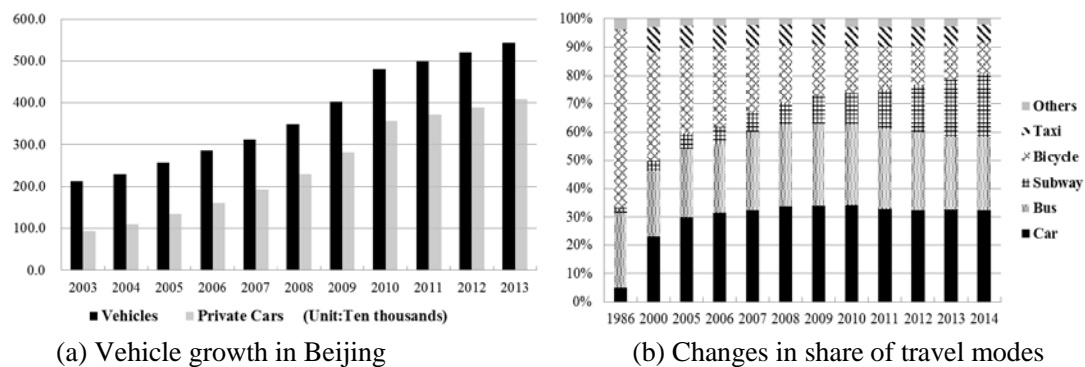 600.0
500.0
400.0
300.0
200.0
100.0
0.0
2003 2004 2005 2006 2007 2008 2009 2010 2011 2012 2013
Vehicles Private Cars (Unit:Ten thousands)
(a) Vehicle growth in Beijing
100%
90%
80%
70%
60%
50%
40%
30%
20%
10%
0%
1986 2000 2005 2006 2007 2008 2009 2010 2011 2012 2013 2014
Others
Taxi
Bicycle
Subway
Bus
Car
(b) Changes in share of travel modes